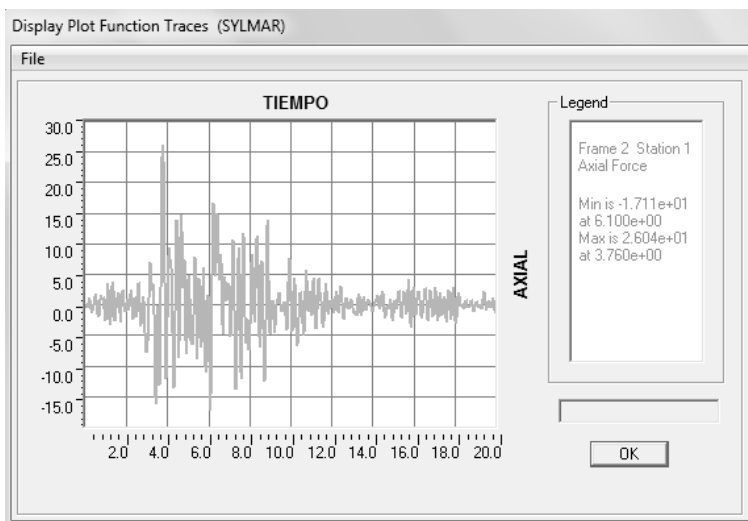 Display Plot Function Traces (SYLMAR)
File
TIEMPO
30.0
25.0
20.0
15.0
10.0
5.0
0.0
-5.0
-10.0
-15.0
2.0 4.0 6.0 8.0 10.0 12.0 14.0 16.0 18.0 20.0
AXIAL
Legend
Frame 2 Station 1
Axial Force
Min is -1.711e+01
at 6.100e+00
Max is 2.604e+01
at 3.760e+00
OK